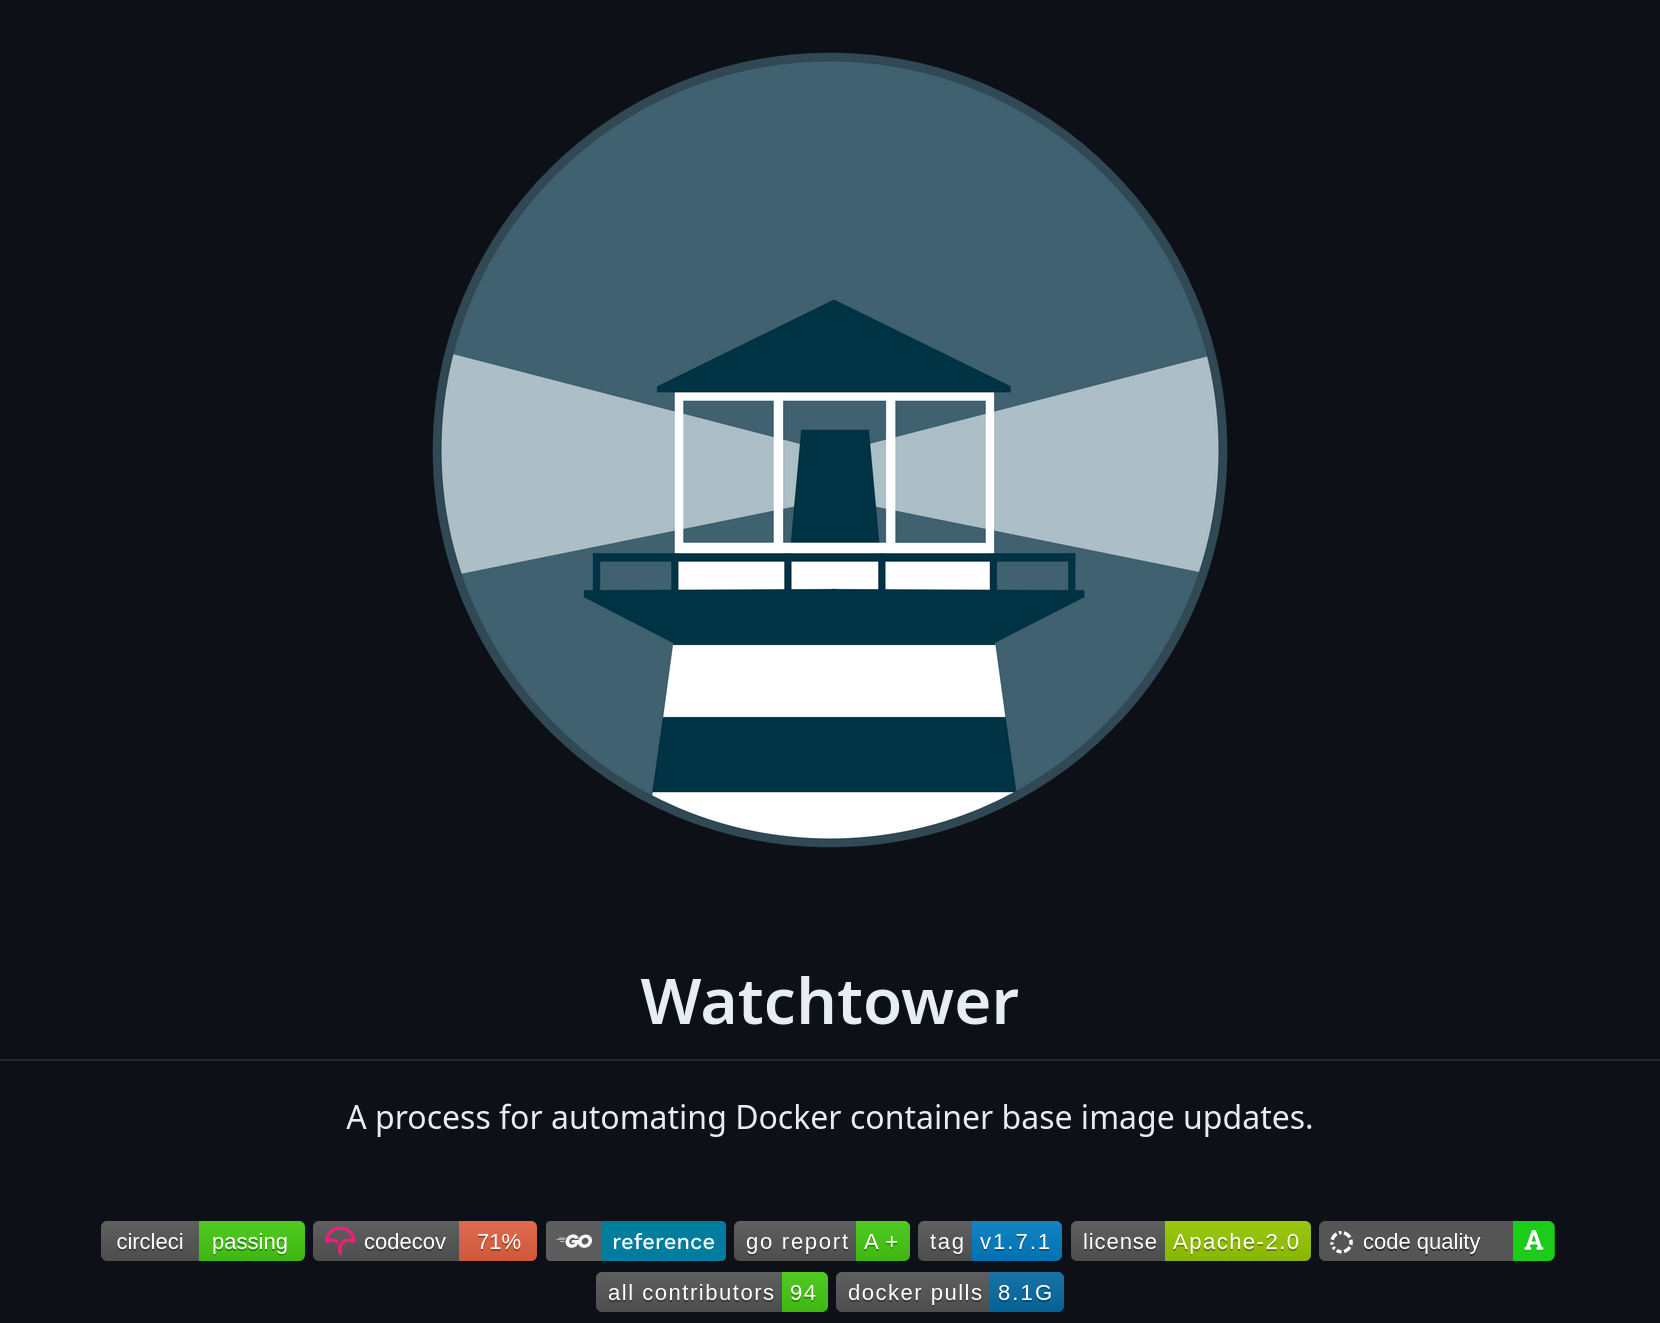 Watchtower
A process for automating Docker container base image updates.
circleci passing codecov 71% GO reference go report A + tag v1.7.1 license Apache-2.0 code quality A
all contributors 94 docker pulls 8.1G